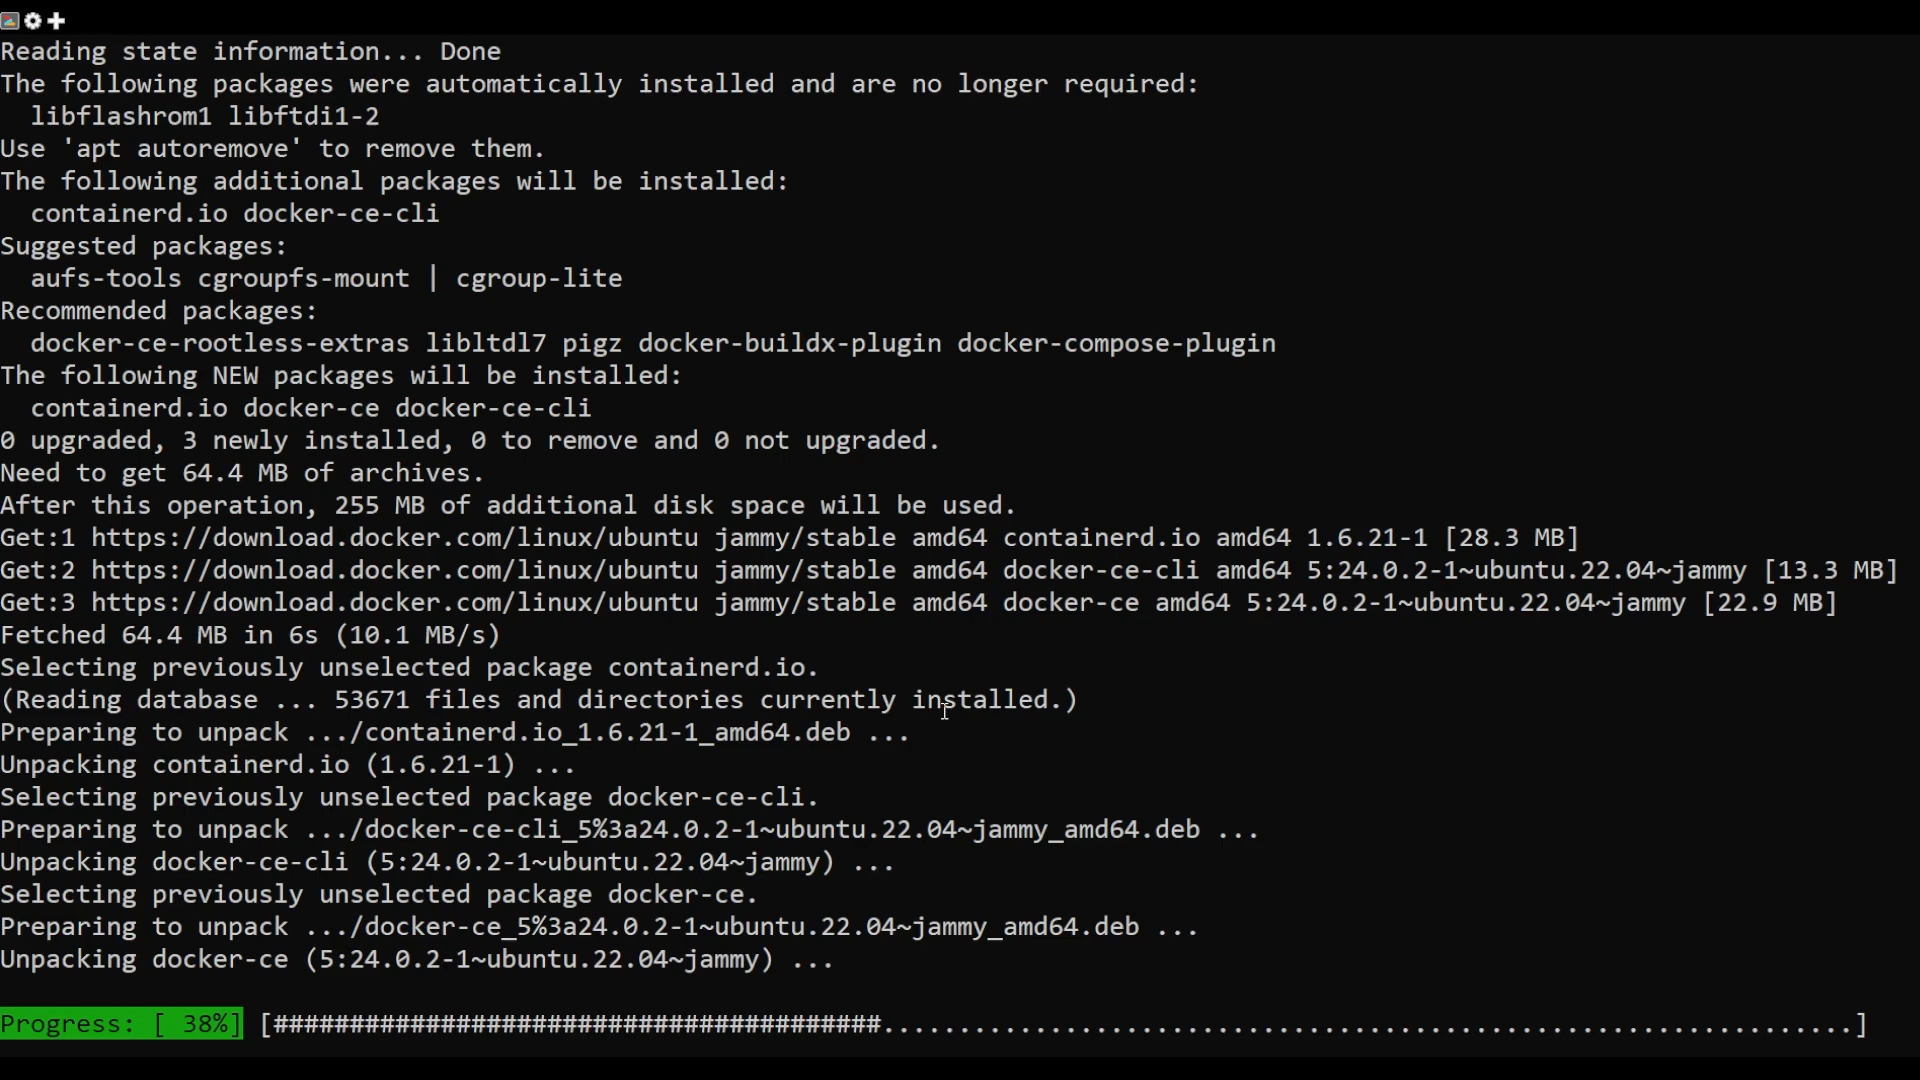 Reading state information... Done
The following packages were automatically installed and are no longer required:
  libflashrom1 libftdi1-2
Use 'apt autoremove' to remove them.
The following additional packages will be installed:
  containerd.io docker-ce-cli
Suggested packages:
  aufs-tools cgroupfs-mount | cgroup-lite
Recommended packages:
  docker-ce-rootless-extras libltdl7 pigz docker-buildx-plugin docker-compose-plugin
The following NEW packages will be installed:
  containerd.io docker-ce docker-ce-cli
0 upgraded, 3 newly installed, 0 to remove and 0 not upgraded.
Need to get 64.4 MB of archives.
After this operation, 255 MB of additional disk space will be used.
Get:1 https://download.docker.com/linux/ubuntu jammy/stable amd64 containerd.io amd64 1.6.21-1 [28.3 MB]
Get:2 https://download.docker.com/linux/ubuntu jammy/stable amd64 docker-ce-cli amd64 5:24.0.2-1~ubuntu.22.04~jammy [13.3 MB]
Get:3 https://download.docker.com/linux/ubuntu jammy/stable amd64 docker-ce amd64 5:24.0.2-1~ubuntu.22.04~jammy [22.9 MB]
Fetched 64.4 MB in 6s (10.1 MB/s)
Selecting previously unselected package containerd.io.
(Reading database ... 53671 files and directories currently installed.)
Preparing to unpack .../containerd.io_1.6.21-1_amd64.deb ...
Unpacking containerd.io (1.6.21-1) ...
Selecting previously unselected package docker-ce-cli.
Preparing to unpack .../docker-ce-cli_5%3a24.0.2-1~ubuntu.22.04~jammy_amd64.deb ...
Unpacking docker-ce-cli (5:24.0.2-1~ubuntu.22.04~jammy) ...
Selecting previously unselected package docker-ce.
Preparing to unpack .../docker-ce_5%3a24.0.2-1~ubuntu.22.04~jammy_amd64.deb ...
Unpacking docker-ce (5:24.0.2-1~ubuntu.22.04~jammy) ...
Progress: [ 38%] [########################################................................................................]